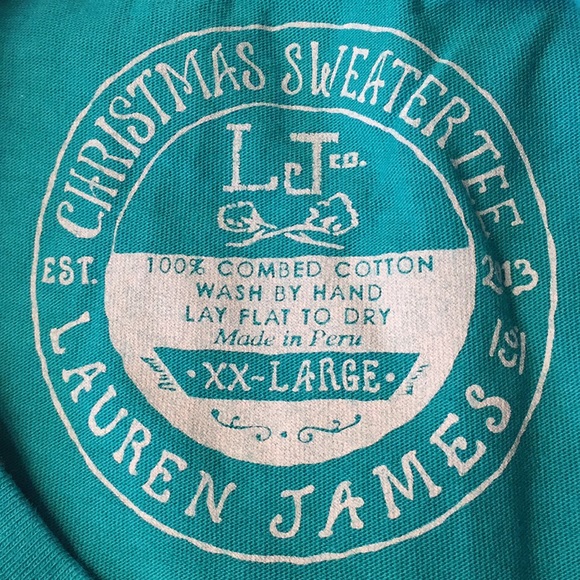 CHRISTMAS SWEATER TEE
LJ co.
EST. 2013
100% COMBED COTTON
WASH BY HAND
LAY FLAT TO DRY
Made in Peru
XX-LARGE
LAUREN JAMES